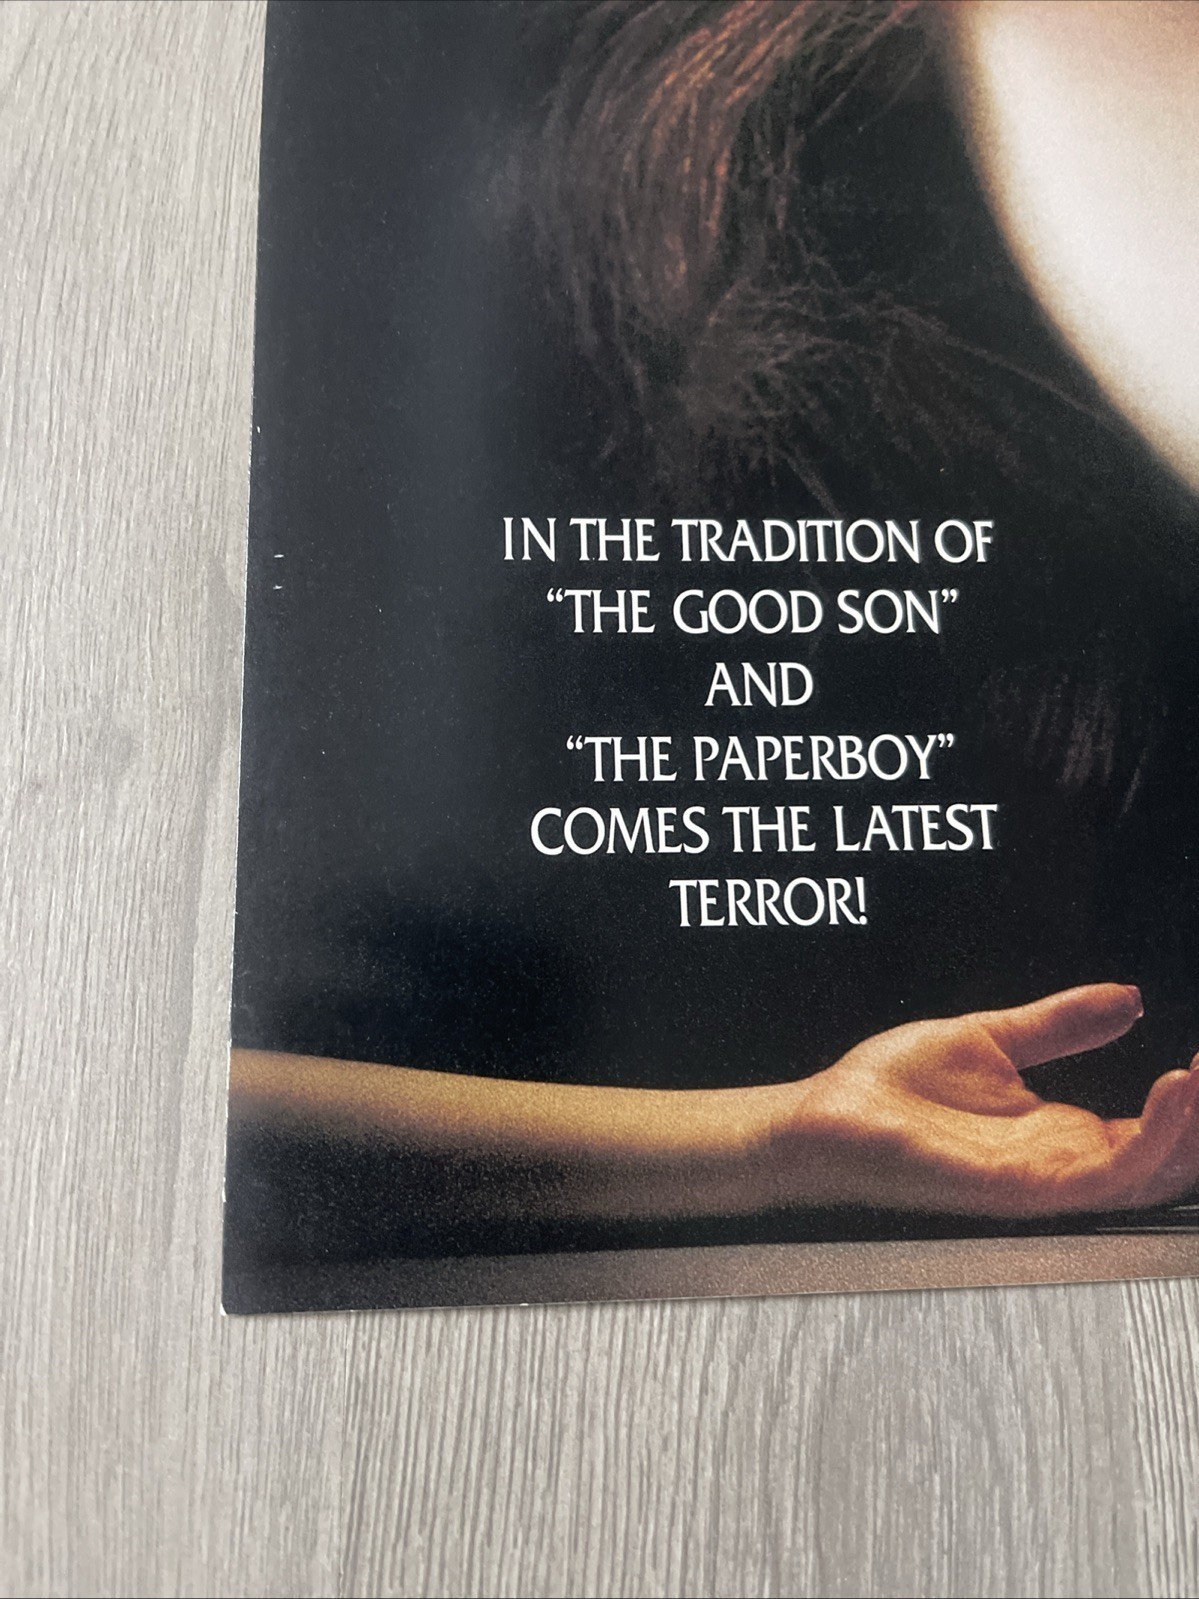 IN THE TRADITION OF
“THE GOOD SON”
AND
“THE PAPERBOY”
COMES THE LATEST
TERROR!